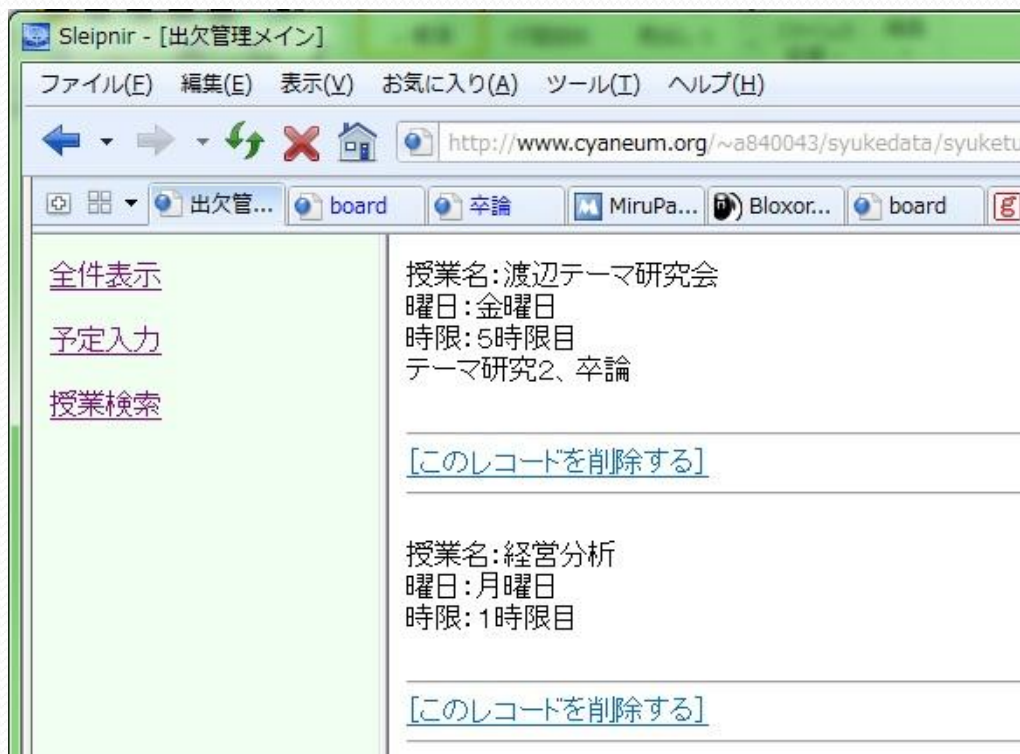 Sleipnir - [出欠管理メイン]
ファイル(F) 編集(E) 表示(V) お気に入り(A) ツール(T) ヘルプ(H)
http://www.cyaneum.org/~a840043/syukedata/syuketu
出欠管... board 卒論 MiruPa... Bloxor... board g
全件表示
予定入力
授業検索
授業名:渡辺テーマ研究会
曜日:金曜日
時限:5時限目
テーマ研究2、卒論
[このレコードを削除する]
授業名:経営分析
曜日:月曜日
時限:1時限目
[このレコードを削除する]